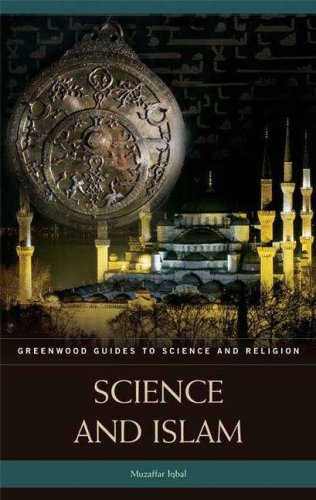 GREENWOOD GUIDES TO SCIENCE AND RELIGION
SCIENCE
AND ISLAM
Muzaffar Iqbal